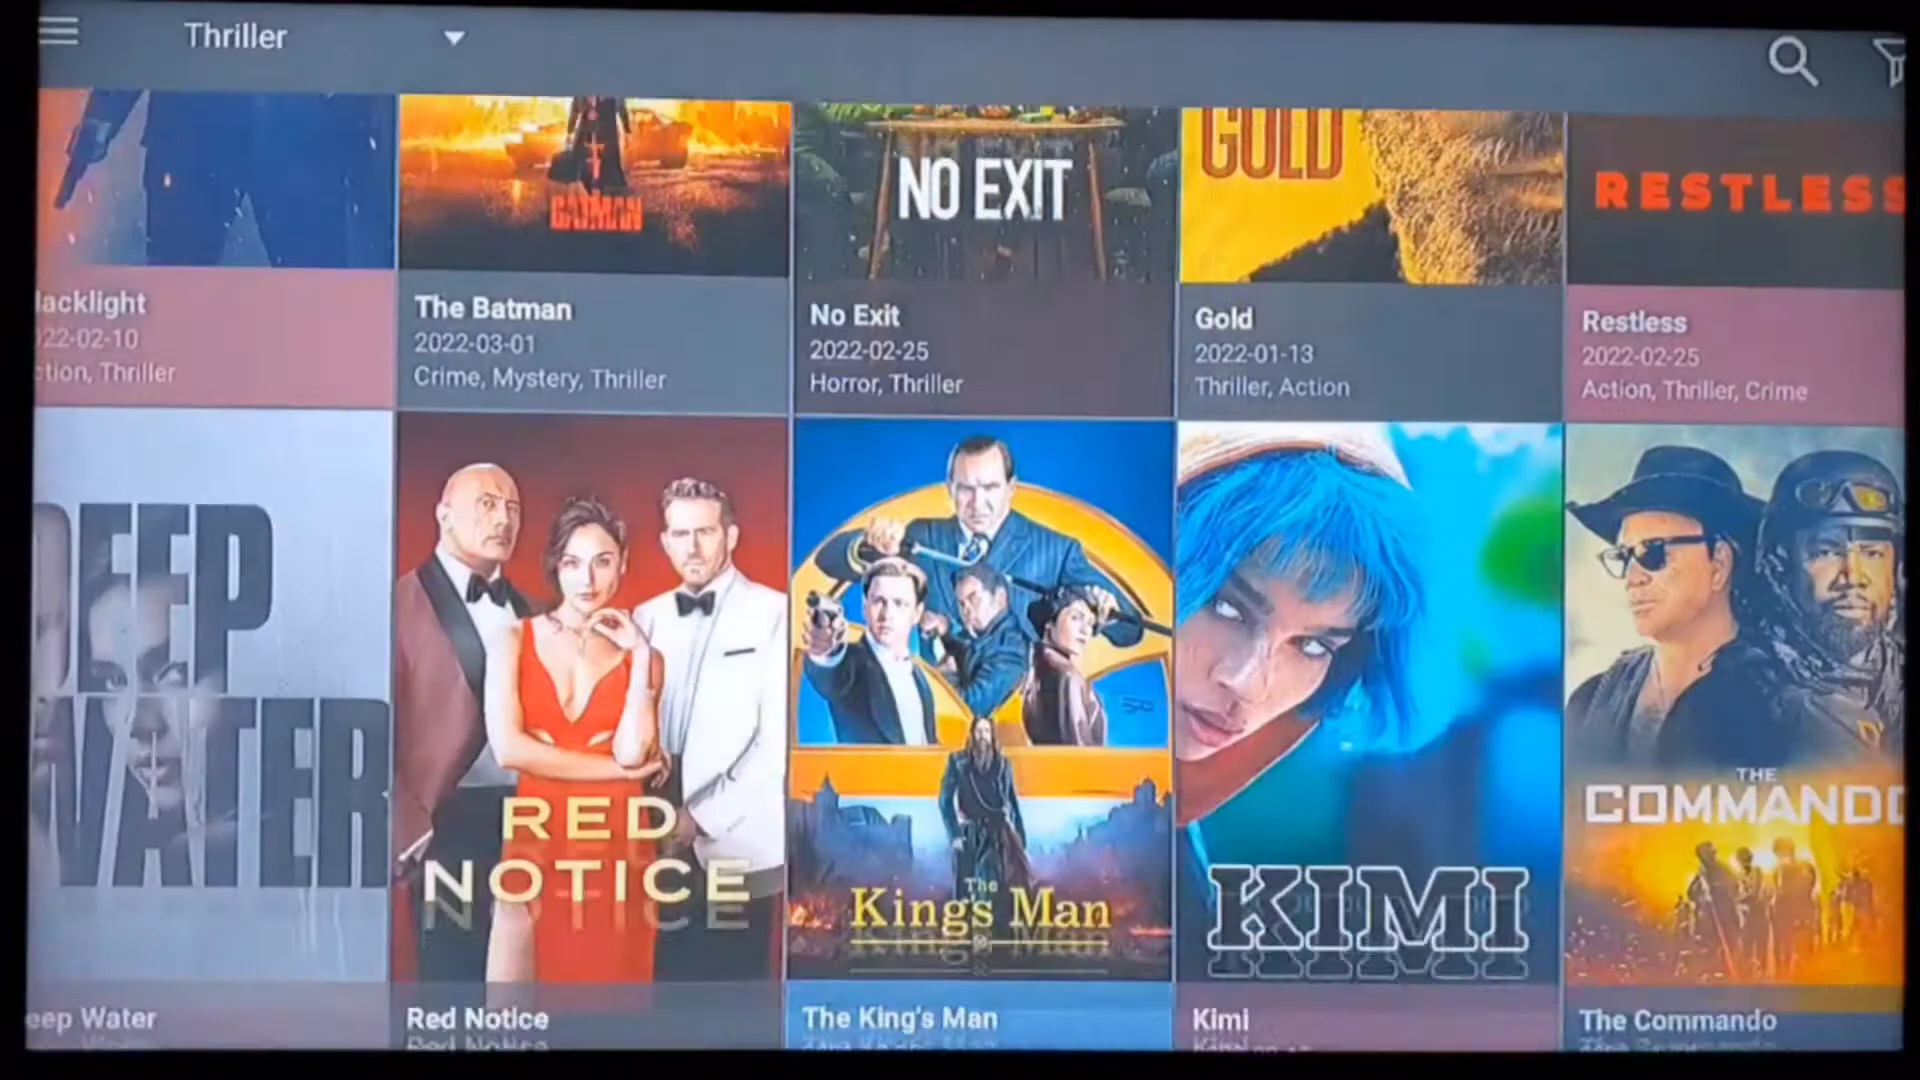 Thriller
BATMAN
NO EXIT
GOLD
RESTLESS
lacklight
22-02-10
ction, Thriller
The Batman
2022-03-01
Crime, Mystery, Thriller
No Exit
2022-02-25
Horror, Thriller
Gold
2022-01-13
Thriller, Action
Restless
2022-02-25
Action, Thriller, Crime
DEEP
WATER
RED
NOTICE
The
King's Man
KIMI
THE
COMMANDO
eep Water
Red Notice
The King's Man
Kimi
The Commando